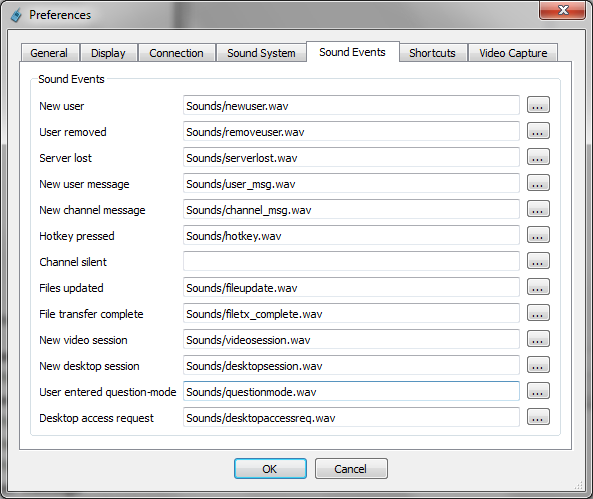 Preferences
General Display Connection Sound System Sound Events Shortcuts Video Capture
Sound Events
New user Sounds/newuser.wav ...
User removed Sounds/removeuser.wav ...
Server lost Sounds/serverlost.wav ...
New user message Sounds/user_msg.wav ...
New channel message Sounds/channel_msg.wav ...
Hotkey pressed Sounds/hotkey.wav ...
Channel silent ...
Files updated Sounds/fileupdate.wav ...
File transfer complete Sounds/filetx_complete.wav ...
New video session Sounds/videosession.wav ...
New desktop session Sounds/desktopsession.wav ...
User entered question-mode Sounds/questionmode.wav ...
Desktop access request Sounds/desktopaccessreq.wav ...
OK Cancel